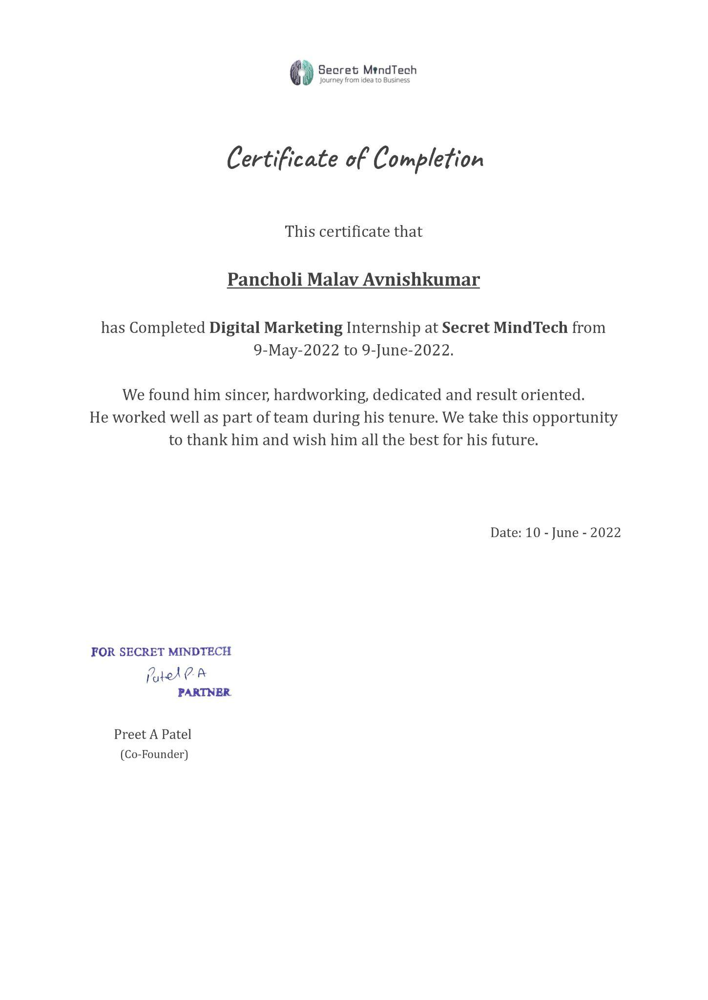 Secret MindTech
Journey from idea to Business
Certificate of Completion
This certificate that
Pancholi Malav Avnishkumar
has Completed Digital Marketing Internship at Secret MindTech from
9-May-2022 to 9-June-2022.
We found him sincer, hardworking, dedicated and result oriented.
He worked well as part of team during his tenure. We take this opportunity
to thank him and wish him all the best for his future.
Date: 10 - June - 2022
FOR SECRET MINDTECH
Patel P. A
PARTNER
Preet A Patel
(Co-Founder)